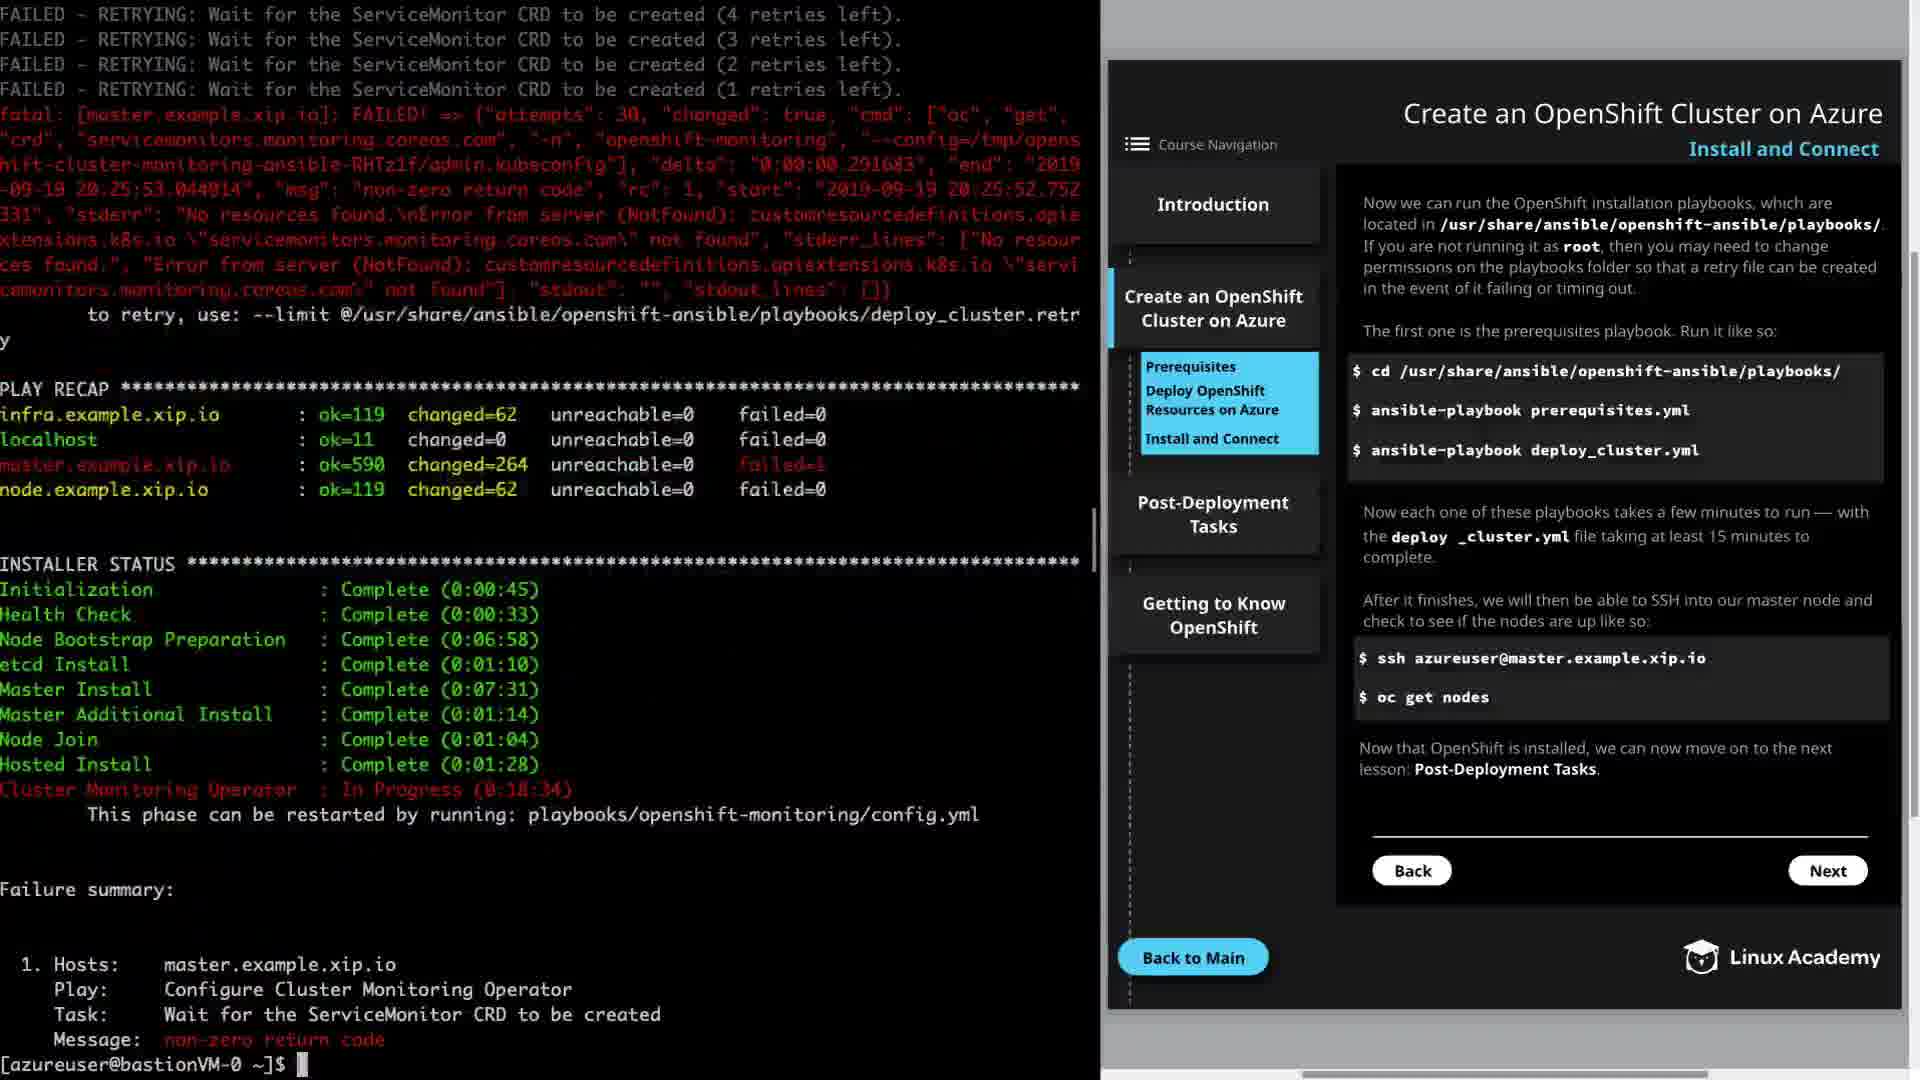 FAILED - RETRYING: Wait for the ServiceMonitor CRD to be created (4 retries left).
FAILED - RETRYING: Wait for the ServiceMonitor CRD to be created (3 retries left).
FAILED - RETRYING: Wait for the ServiceMonitor CRD to be created (2 retries left).
FAILED - RETRYING: Wait for the ServiceMonitor CRD to be created (1 retries left).
fatal: [master.example.xip.io]: FAILED! => {"attempts": 30, "changed": true, "cmd": ["oc", "get",
"crd", "servicemonitors.monitoring.coreos.com", "-n", "openshift-monitoring", "--config=/tmp/opens
hift-cluster-monitoring-ansible-RHTz1f/admin.kubeconfig"], "delta": "0:00:00.291683", "end": "2019
-09-19 20:25:53.044014", "msg": "non-zero return code", "rc": 1, "start": "2019-09-19 20:25:52.752
331", "stderr": "No resources found.\nError from server (NotFound): customresourcedefinitions.apie
xtensions.k8s.io \"servicemonitors.monitoring.coreos.com\" not found", "stderr_lines": ["No resour
ces found.", "Error from server (NotFound): customresourcedefinitions.apiextensions.k8s.io \"servi
cemonitors.monitoring.coreos.com\" not found"], "stdout": "", "stdout_lines": []}
to retry, use: --limit @/usr/share/ansible/openshift-ansible/playbooks/deploy_cluster.retr
y
PLAY RECAP ***************************************************************************************
infra.example.xip.io : ok=119 changed=62 unreachable=0 failed=0
localhost : ok=11 changed=0 unreachable=0 failed=0
master.example.xip.io : ok=590 changed=264 unreachable=0 failed=1
node.example.xip.io : ok=119 changed=62 unreachable=0 failed=0
INSTALLER STATUS *********************************************************************************
Initialization : Complete (0:00:45)
Health Check : Complete (0:00:33)
Node Bootstrap Preparation : Complete (0:06:58)
etcd Install : Complete (0:01:10)
Master Install : Complete (0:07:31)
Master Additional Install : Complete (0:01:14)
Node Join : Complete (0:01:04)
Hosted Install : Complete (0:01:28)
Cluster Monitoring Operator : In Progress (0:18:34)
This phase can be restarted by running: playbooks/openshift-monitoring/config.yml
Failure summary:
1. Hosts: master.example.xip.io
Play: Configure Cluster Monitoring Operator
Task: Wait for the ServiceMonitor CRD to be created
Message: non-zero return code
[azureuser@bastionVM-0 ~]$
Create an OpenShift Cluster on Azure
Install and Connect
Course Navigation
Introduction
Create an OpenShift
Cluster on Azure
Prerequisites
Deploy OpenShift
Resources on Azure
Install and Connect
Post-Deployment
Tasks
Getting to Know
OpenShift
Back to Main
Now we can run the OpenShift installation playbooks, which are
located in /usr/share/ansible/openshift-ansible/playbooks/.
If you are not running it as root, then you may need to change
permissions on the playbooks folder so that a retry file can be created
in the event of it failing or timing out.
The first one is the prerequisites playbook. Run it like so:
$ cd /usr/share/ansible/openshift-ansible/playbooks/
$ ansible-playbook prerequisites.yml
$ ansible-playbook deploy_cluster.yml
Now each one of these playbooks takes a few minutes to run — with
the deploy _cluster.yml file taking at least 15 minutes to
complete.
After it finishes, we will then be able to SSH into our master node and
check to see if the nodes are up like so:
$ ssh azureuser@master.example.xip.io
$ oc get nodes
Now that OpenShift is installed, we can now move on to the next
lesson: Post-Deployment Tasks.
Back
Next
Linux Academy